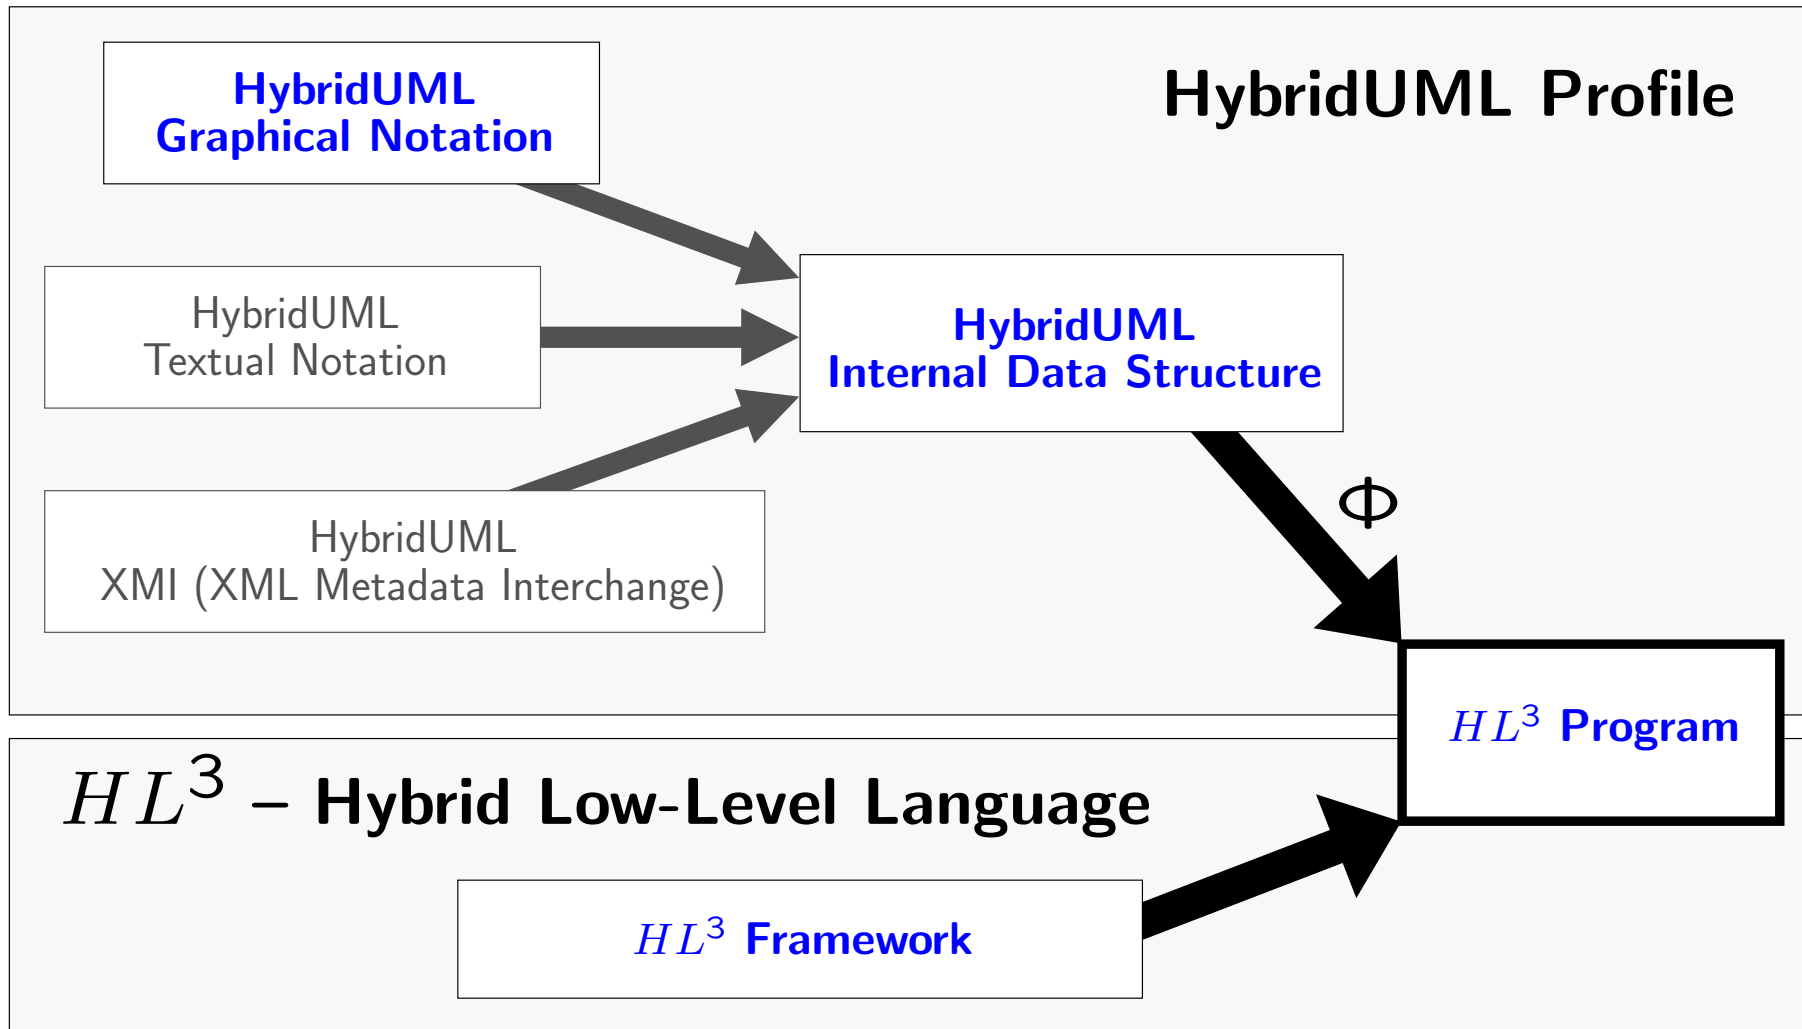 HybridUML Profile
HybridUML
Graphical Notation
HybridUML
Textual Notation
HybridUML
Internal Data Structure
HybridUML
XMI (XML Metadata Interchange)
Φ
HL³ Program
HL³ – Hybrid Low-Level Language
HL³ Framework